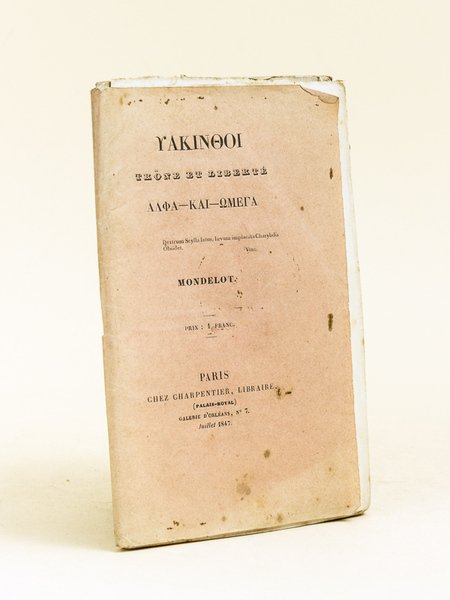 ΥΑΚΙΝΘΟΙ
TRÔNE ET LIBERTÉ
ΑΛΦΑ—ΚΑΙ—ΩΜΕΓΑ
Dextrum Scylla latus, lævum implacata Charybdis
Obsidet. Virg.
MONDELOT.
PRIX : 1 FRANC.
PARIS
CHEZ CHARPENTIER, LIBRAIRE,
(PALAIS-ROYAL)
GALERIE D'ORLÉANS, N° 7.
Juillet 1847.